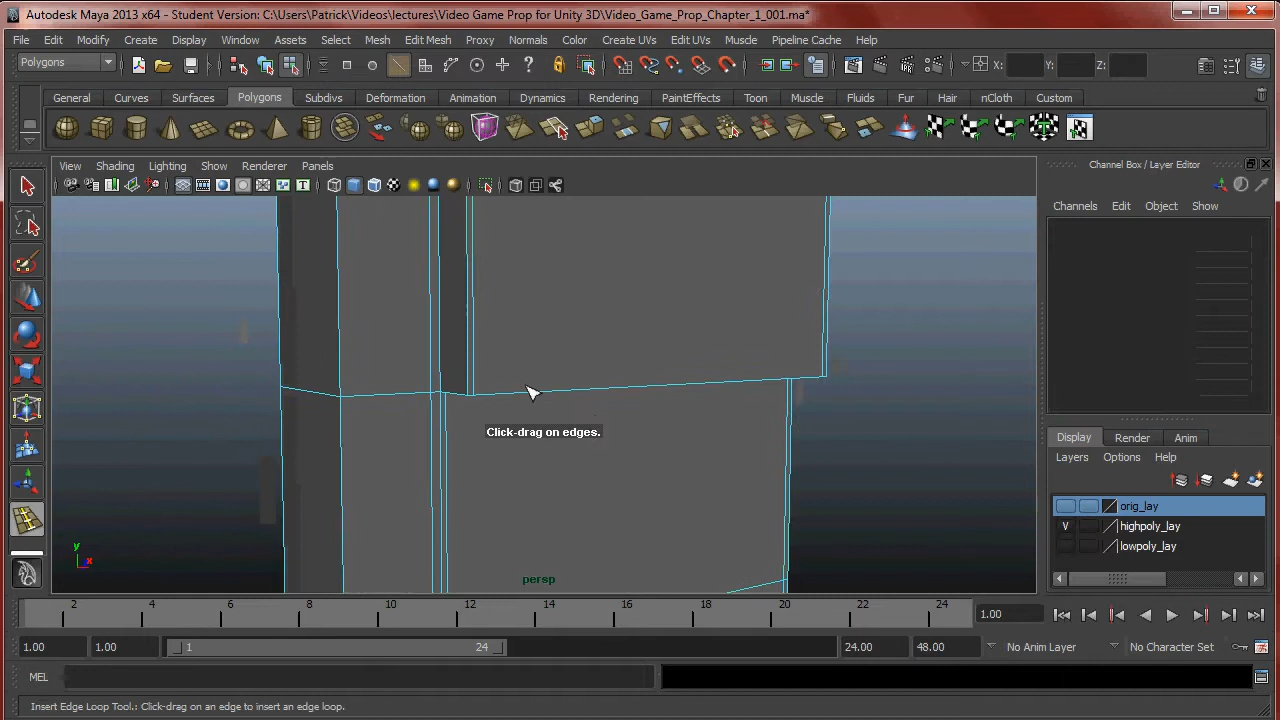 Autodesk Maya 2013 x64 - Student Version: C:\Users\Patrick\Videos\lectures\Video Game Prop for Unity 3D\Video_Game_Prop_Chapter_1_001.ma*
File Edit Modify Create Display Window Assets Select Mesh Edit Mesh Proxy Normals Color Create UVs Edit UVs Muscle Pipeline Cache Help
Polygons X: Y: Z:
General Curves Surfaces Polygons Subdivs Deformation Animation Dynamics Rendering PaintEffects Toon Muscle Fluids Fur Hair nCloth Custom
View Shading Lighting Show Renderer Panels
Channel Box / Layer Editor
Channels Edit Object Show
Click-drag on edges.
Display Render Anim
Layers Options Help
orig_lay
V highpoly_lay
lowpoly_lay
y x
persp
2 4 6 8 10 12 14 16 18 20 22 24 1.00
1.00 1.00 1 24 24.00 48.00 No Anim Layer No Character Set
MEL
Insert Edge Loop Tool.: Click-drag on an edge to insert an edge loop.